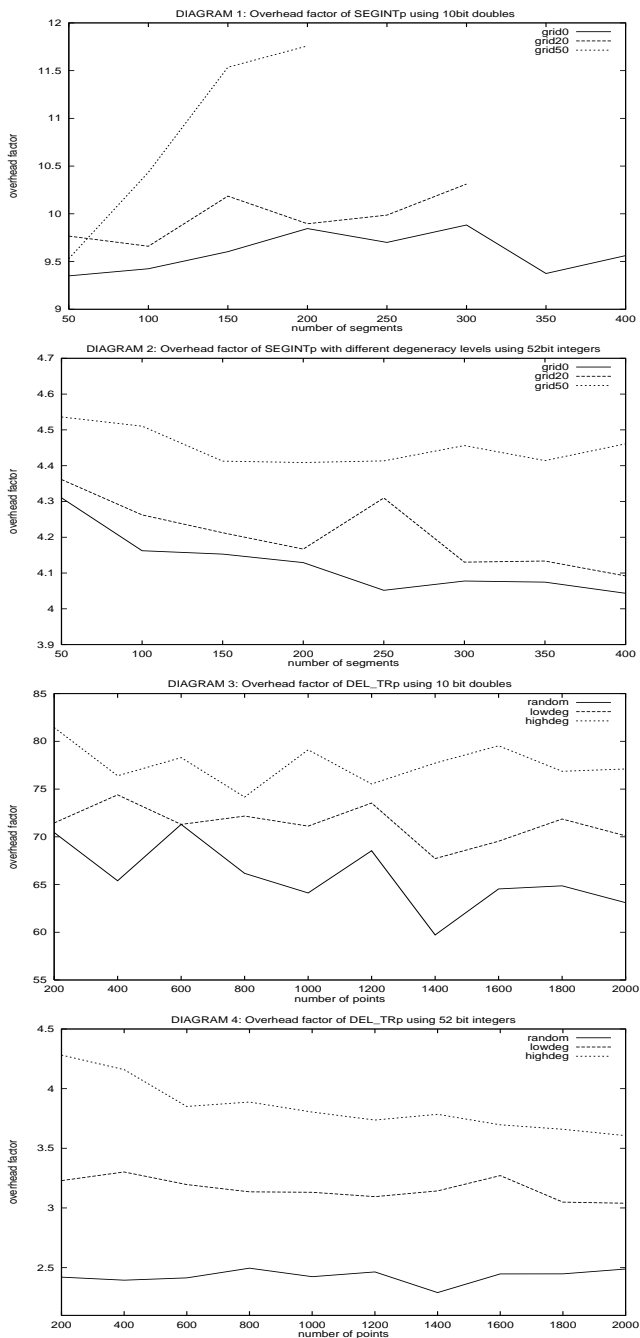 DIAGRAM 1: Overhead factor of SEGINTp using 10bit doubles
12
11.5
11
10.5
10
9.5
9
overhead factor
grid0
grid20
grid50
50 100 150 200 250 300 350 400
number of segments
DIAGRAM 2: Overhead factor of SEGINTp with different degeneracy levels using 52bit integers
4.7
4.6
4.5
4.4
4.3
4.2
4.1
4
3.9
overhead factor
grid0
grid20
grid50
50 100 150 200 250 300 350 400
number of segments
DIAGRAM 3: Overhead factor of DEL_TRp using 10 bit doubles
85
80
75
70
65
60
55
overhead factor
random
lowdeg
highdeg
200 400 600 800 1000 1200 1400 1600 1800 2000
number of points
DIAGRAM 4: Overhead factor of DEL_TRp using 52 bit integers
4.5
4
3.5
3
2.5
overhead factor
random
lowdeg
highdeg
200 400 600 800 1000 1200 1400 1600 1800 2000
number of points